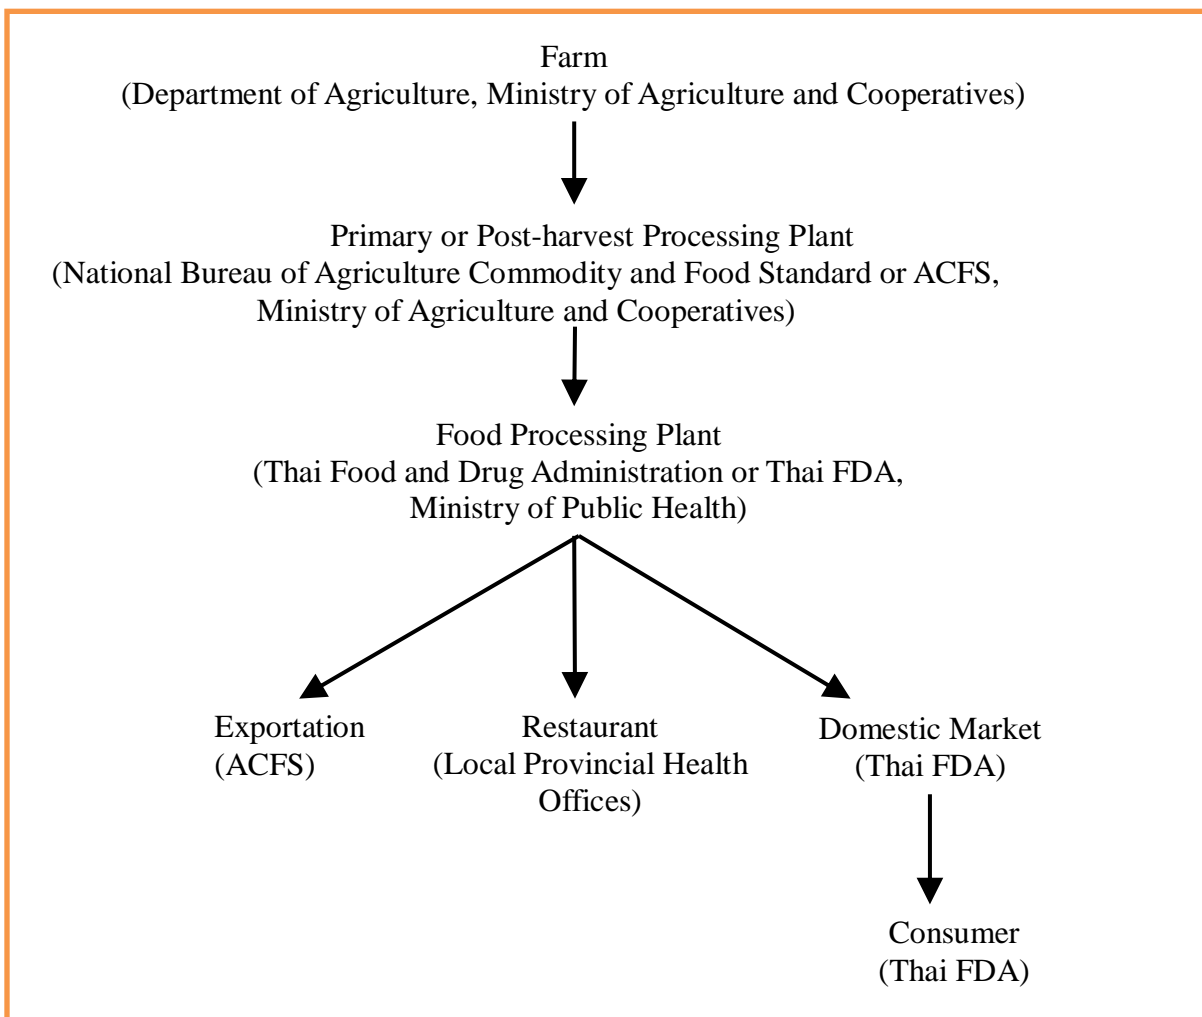 Farm
(Department of Agriculture, Ministry of Agriculture and Cooperatives)
Primary or Post-harvest Processing Plant
(National Bureau of Agriculture Commodity and Food Standard or ACFS,
Ministry of Agriculture and Cooperatives)
Food Processing Plant
(Thai Food and Drug Administration or Thai FDA,
Ministry of Public Health)
Exportation
(ACFS)
Restaurant
(Local Provincial Health
Offices)
Domestic Market
(Thai FDA)
Consumer
(Thai FDA)